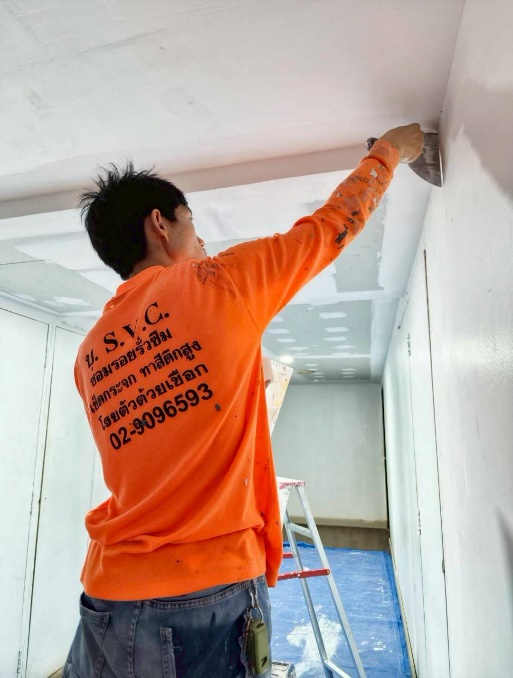 บ. S.V.C.
ซ่อมรอยรั่วซึม
เช็ดกระจก ทาสีตึกสูง
โรยตัวด้วยเชือก
02-9096593